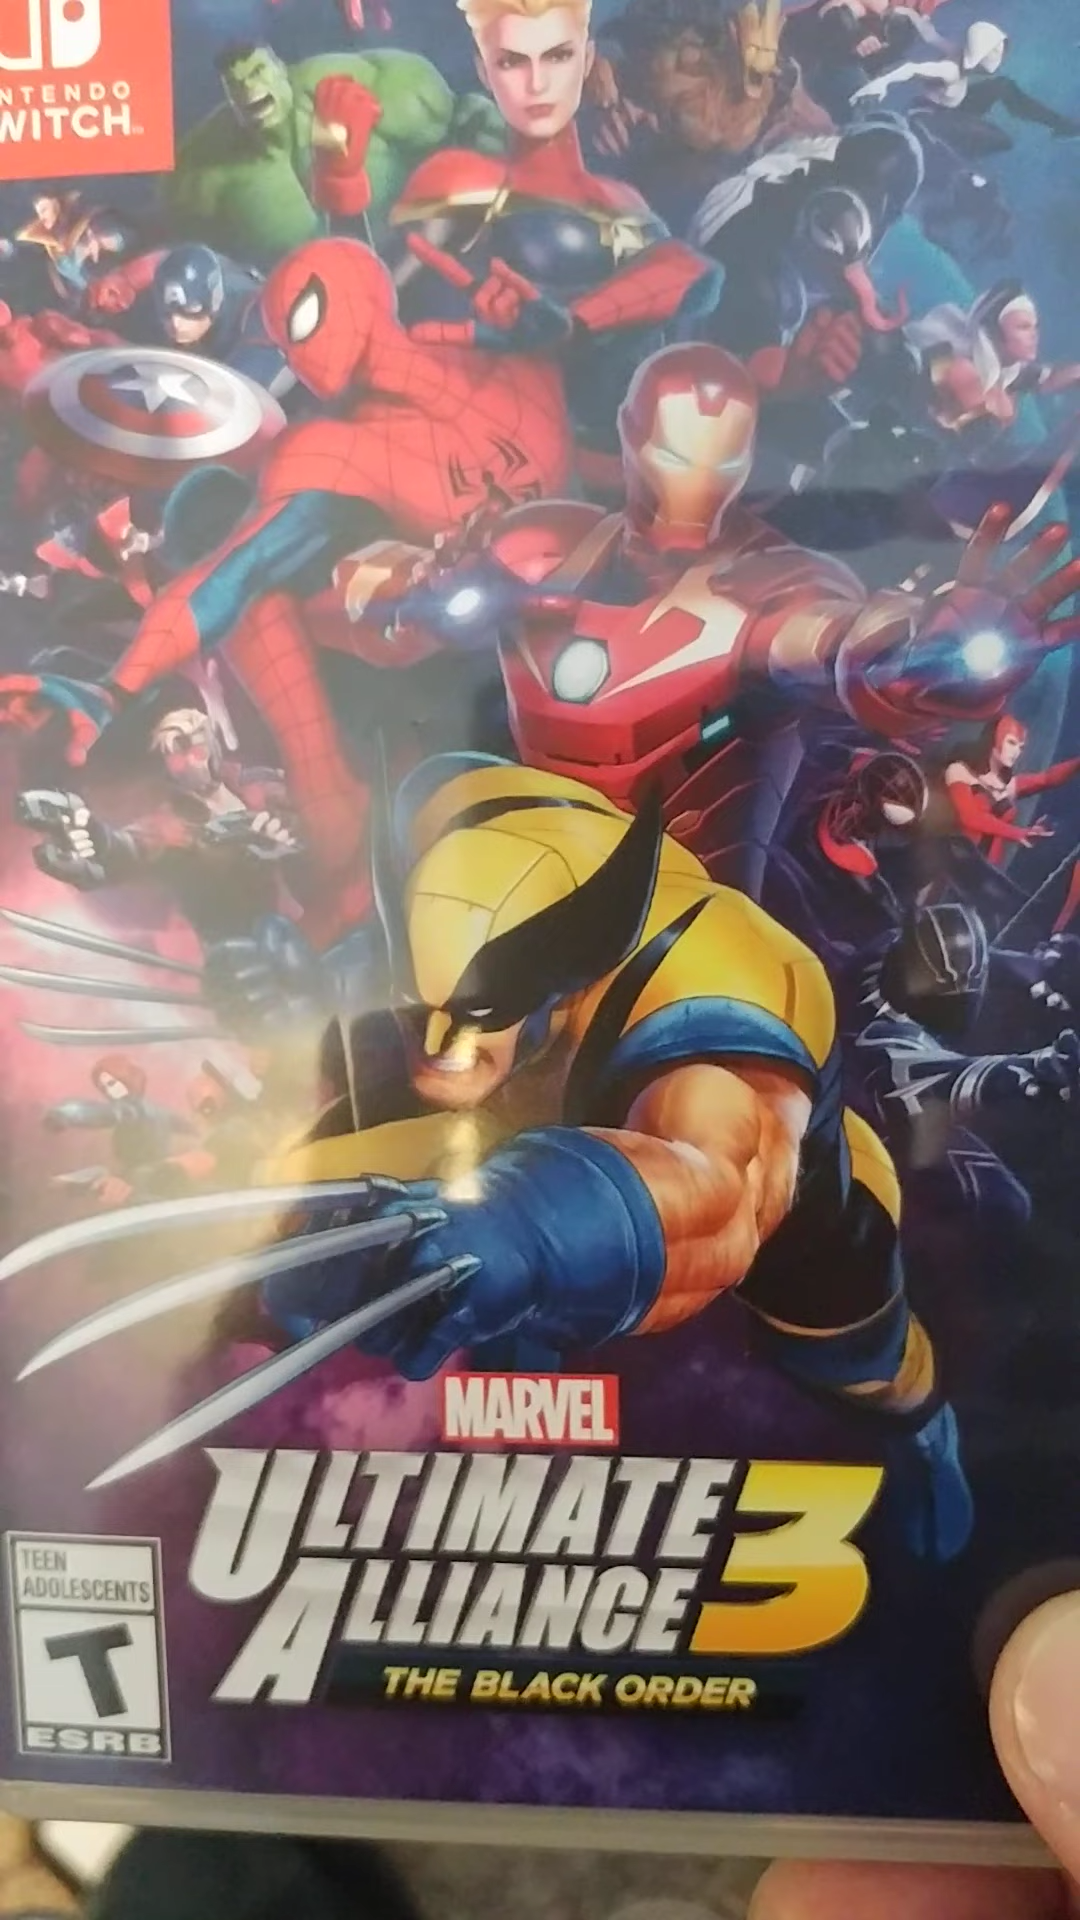 NTENDO
WITCH
MARVEL
ULTIMATE
ALLIANCE 3
THE BLACK ORDER
TEEN
ADOLESCENTS
T
ESRB